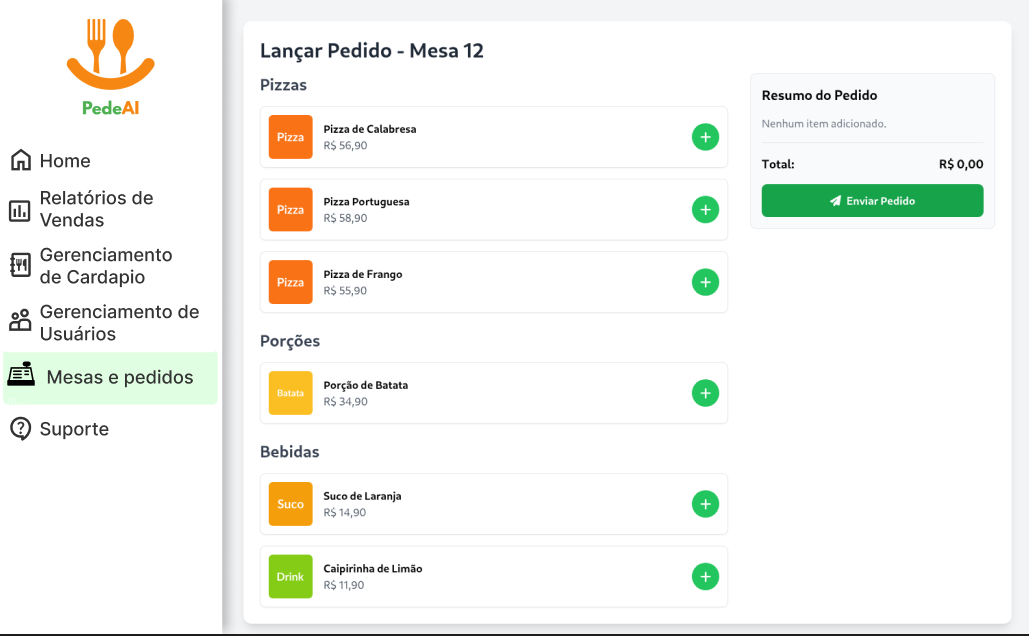 PedeAI
Home
Relatórios de
Vendas
Gerenciamento
de Cardapio
Gerenciamento de
Usuários
Mesas e pedidos
Suporte
Lançar Pedido - Mesa 12
Pizzas
Pizza
Pizza de Calabresa
R$ 56,90
Pizza
Pizza Portuguesa
R$ 58,90
Pizza
Pizza de Frango
R$ 55,90
Porções
Batata
Porção de Batata
R$ 34,90
Bebidas
Suco
Suco de Laranja
R$ 14,90
Drink
Caipirinha de Limão
R$ 11,90
Resumo do Pedido
Nenhum item adicionado.
Total: R$ 0,00
Enviar Pedido